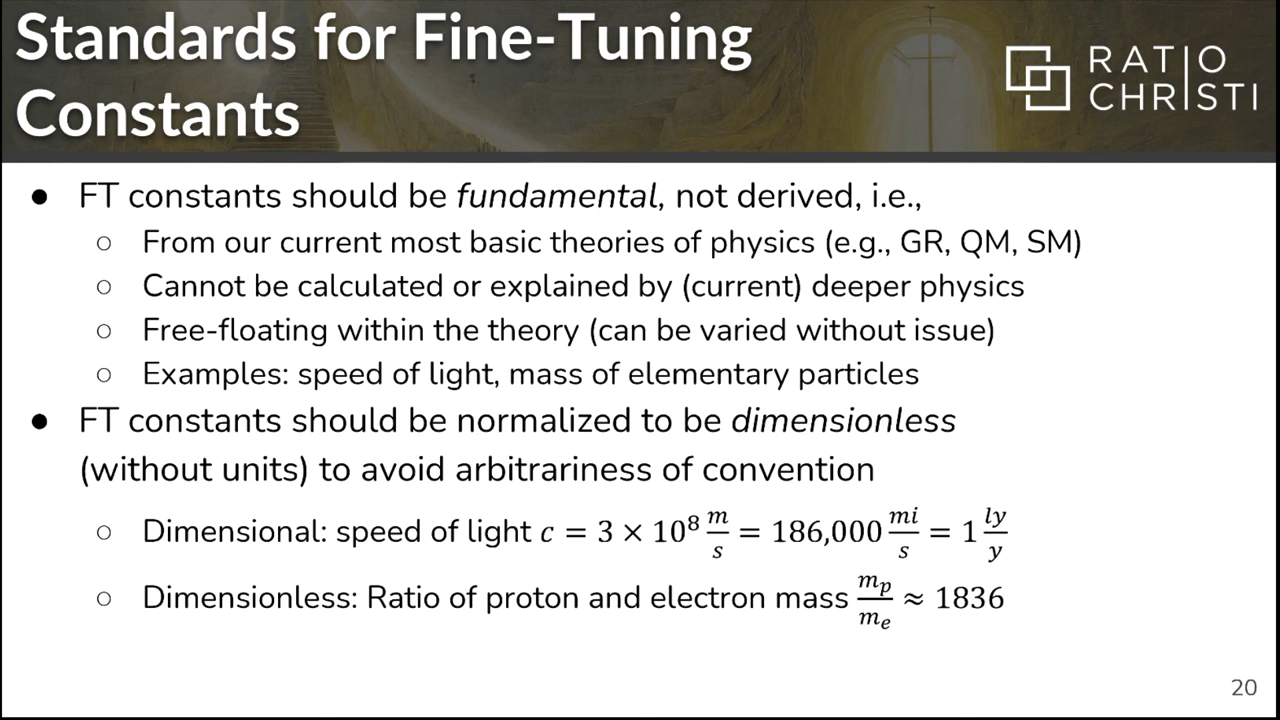 Standards for Fine-Tuning
Constants
RATIO
CHRISTI
● FT constants should be fundamental, not derived, i.e.,
○ From our current most basic theories of physics (e.g., GR, QM, SM)
○ Cannot be calculated or explained by (current) deeper physics
○ Free-floating within the theory (can be varied without issue)
○ Examples: speed of light, mass of elementary particles
● FT constants should be normalized to be dimensionless
(without units) to avoid arbitrariness of convention
○ Dimensional: speed of light c = 3 × 10⁸ m/s = 186,000 mi/s = 1 ly/y
○ Dimensionless: Ratio of proton and electron mass mₚ/mₑ ≈ 1836
20